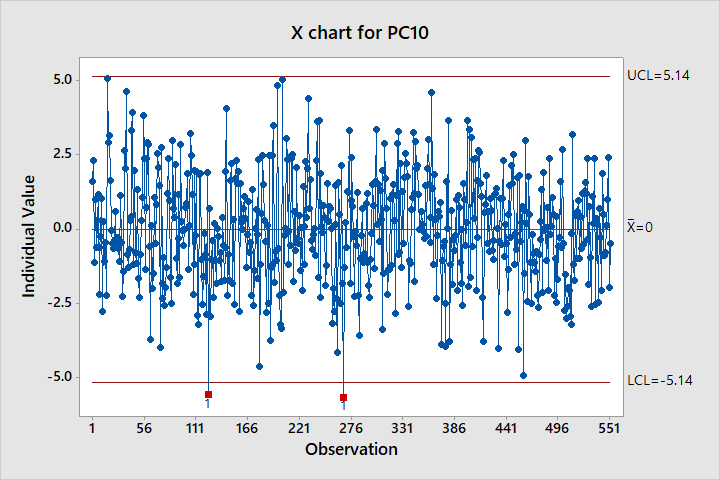 X chart for PC10
Individual Value
5.0
2.5
0.0
-2.5
-5.0
UCL=5.14
X̄=0
LCL=-5.14
1
1
1 56 111 166 221 276 331 386 441 496 551
Observation